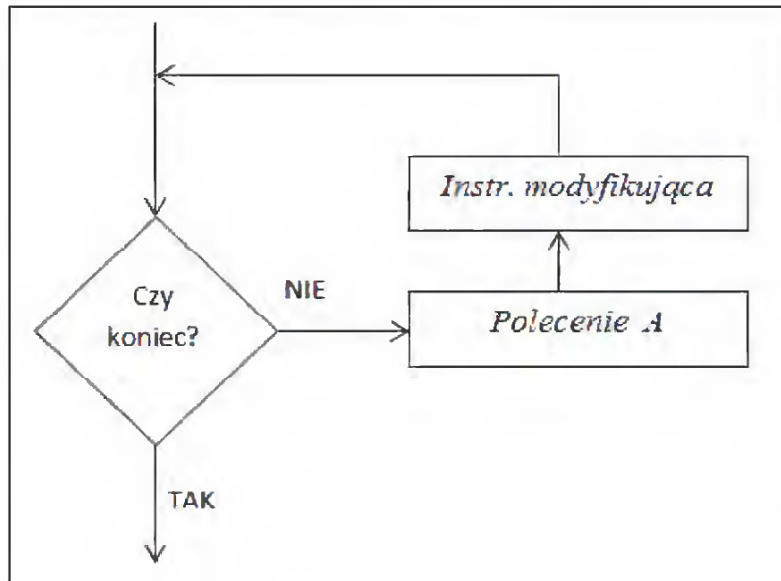 Instr. modyfikująca
Czy
koniec?
NIE
Polecenie A
TAK